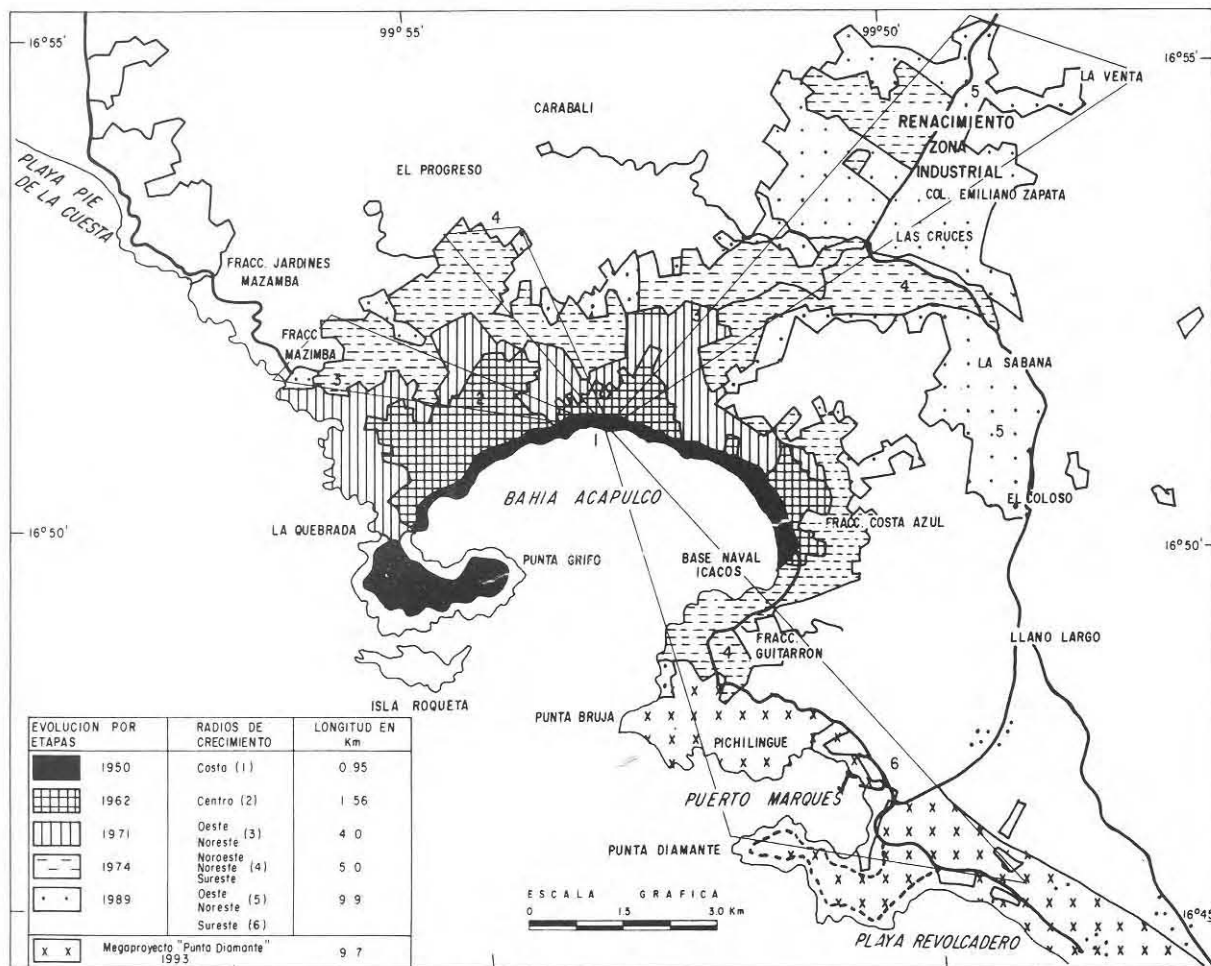 99° 55'
99° 50'
16° 55'
16° 55'
LA VENTA
5
CARABALI
RENACIMIENTO
ZONA
INDUSTRIAL
EL PROGRESO
COL. EMILIANO ZAPATA
PLAYA PIE
DE LA CUESTA
4
LAS CRUCES
FRACC. JARDINES
MAZAMBA
4
3
FRACC
MAZIMBA
LA SABANA
3
2
5
1
BAHIA ACAPULCO
EL COLOSO
FRACC. COSTA AZUL
LA QUEBRADA
16° 50'
16° 50'
PUNTA GRIFO
BASE NAVAL
ICACOS
FRACC.
GUITARRON
LLANO LARGO
4
ISLA ROQUETA
PUNTA BRUJA
PICHILINGUE
6
PUERTO MARQUES
PUNTA DIAMANTE
16° 45'
PLAYA REVOLCADERO
ESCALA GRAFICA
0 1.5 3.0 Km
EVOLUCION POR ETAPAS RADIOS DE CRECIMIENTO LONGITUD EN Km
1950 Costa (1) 0.95
1962 Centro (2) 1 56
1971 Oeste Noreste (3) 4 0
1974 Noroeste Noreste Sureste (4) 5 0
1989 Oeste Noreste (5) 9 9
Sureste (6)
X X Megaproyecto "Punta Diamante" 1993 9 7